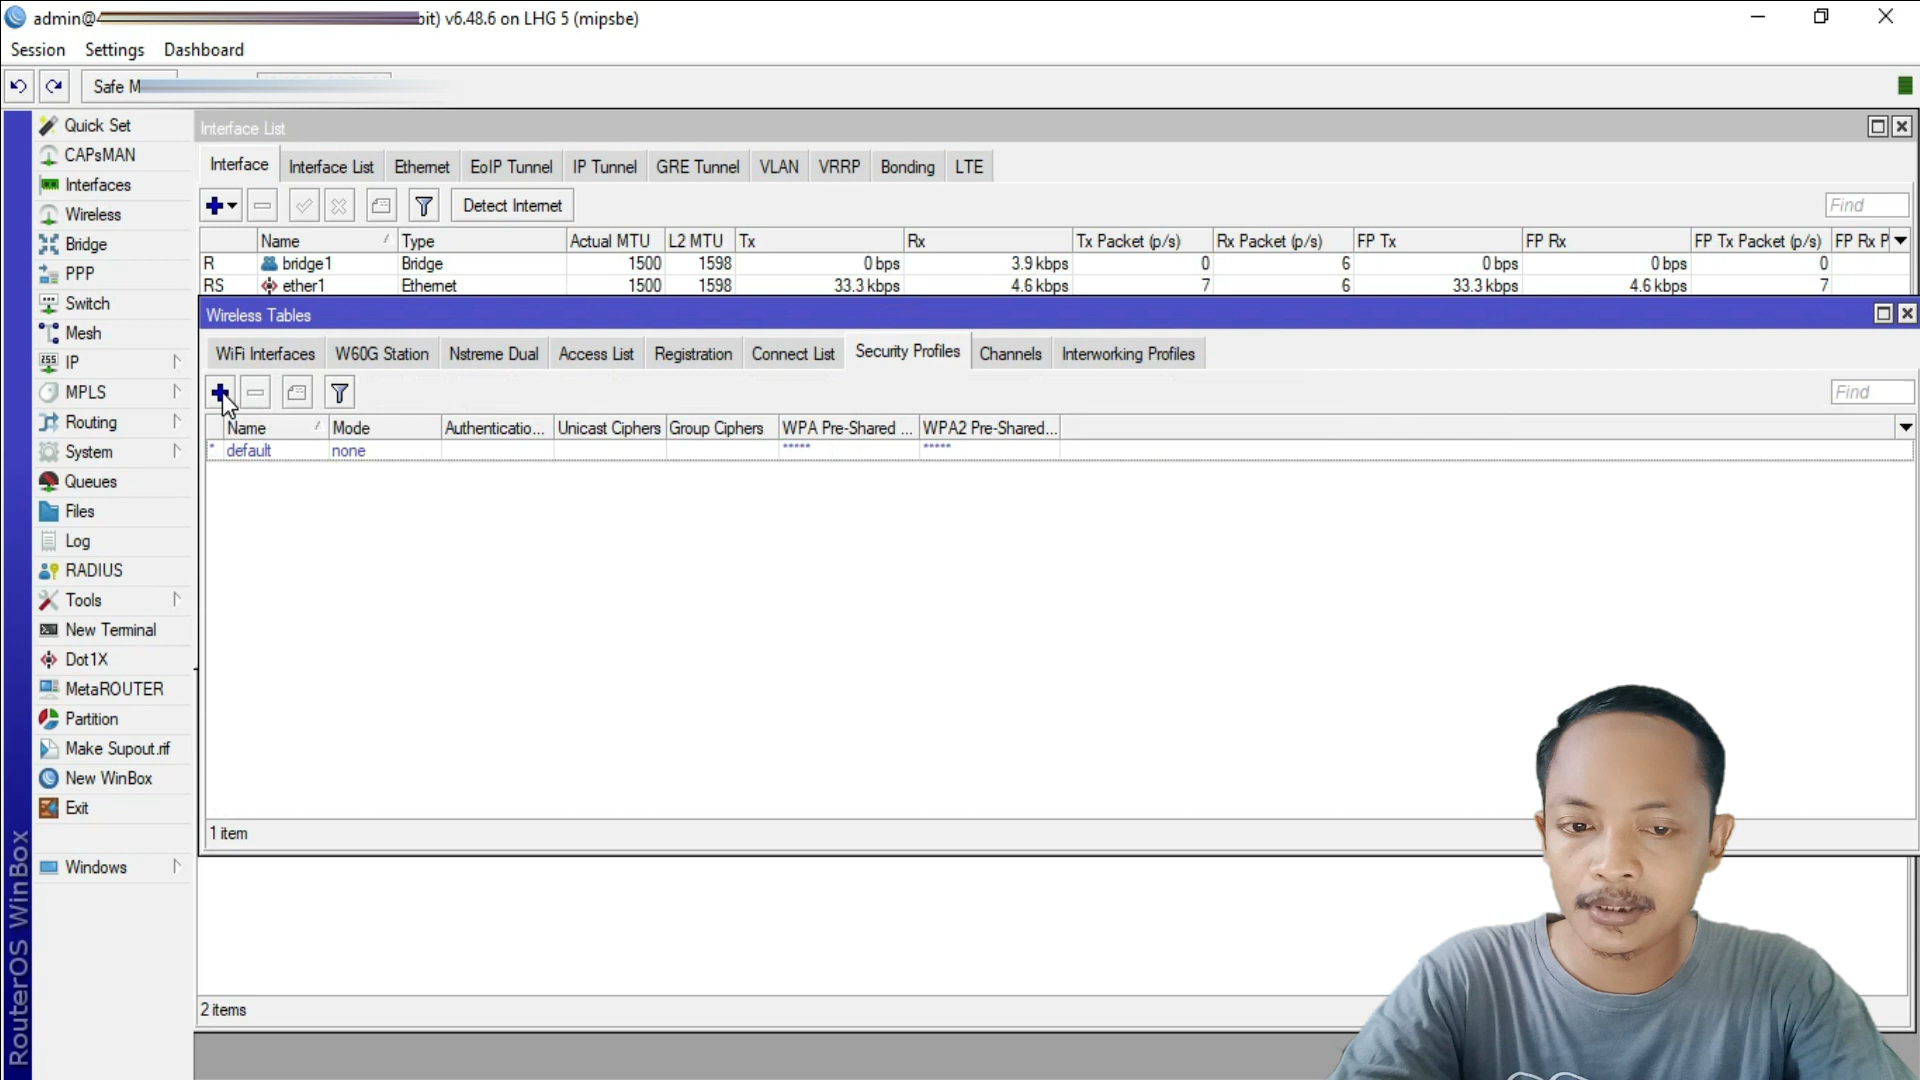 admin@
bit) v6.48.6 on LHG 5 (mipsbe)
Session Settings Dashboard
Safe M
Quick Set
CAPsMAN
Interfaces
Wireless
Bridge
PPP
Switch
Mesh
IP
MPLS
Routing
System
Queues
Files
Log
RADIUS
Tools
New Terminal
Dot1X
MetaROUTER
Partition
Make Supout.rif
New WinBox
Exit
Windows
RouterOS WinBox
Interface List
Interface Interface List Ethernet EoIP Tunnel IP Tunnel GRE Tunnel VLAN VRRP Bonding LTE
Detect Internet Find
Name / Type Actual MTU L2 MTU Tx Rx Tx Packet (p/s) Rx Packet (p/s) FP Tx FP Rx FP Tx Packet (p/s) FP Rx P
R bridge1 Bridge 1500 1598 0 bps 3.9 kbps 0 6 0 bps 0 bps 0
RS ether1 Ethernet 1500 1598 33.3 kbps 4.6 kbps 7 6 33.3 kbps 4.6 kbps 7
Wireless Tables
WiFi Interfaces W60G Station Nstreme Dual Access List Registration Connect List Security Profiles Channels Interworking Profiles
Find
Name / Mode Authenticatio... Unicast Ciphers Group Ciphers WPA Pre-Shared ... WPA2 Pre-Shared...
* default none ***** *****
1 item
2 items